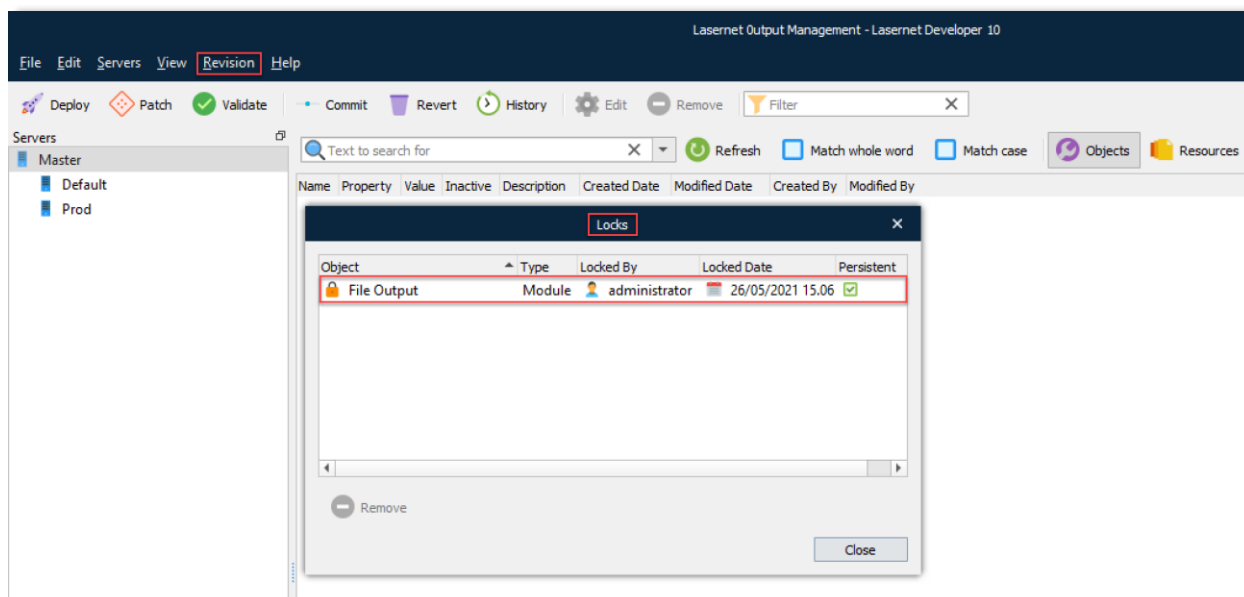 Lasernet Output Management - Lasernet Developer 10
File Edit Servers View Revision Help
Deploy Patch Validate Commit Revert History Edit Remove Filter
Servers
Text to search for Refresh Match whole word Match case Objects Resources
Master
Default
Prod
Name Property Value Inactive Description Created Date Modified Date Created By Modified By
Locks
Object Type Locked By Locked Date Persistent
File Output Module administrator 26/05/2021 15.06
Remove
Close